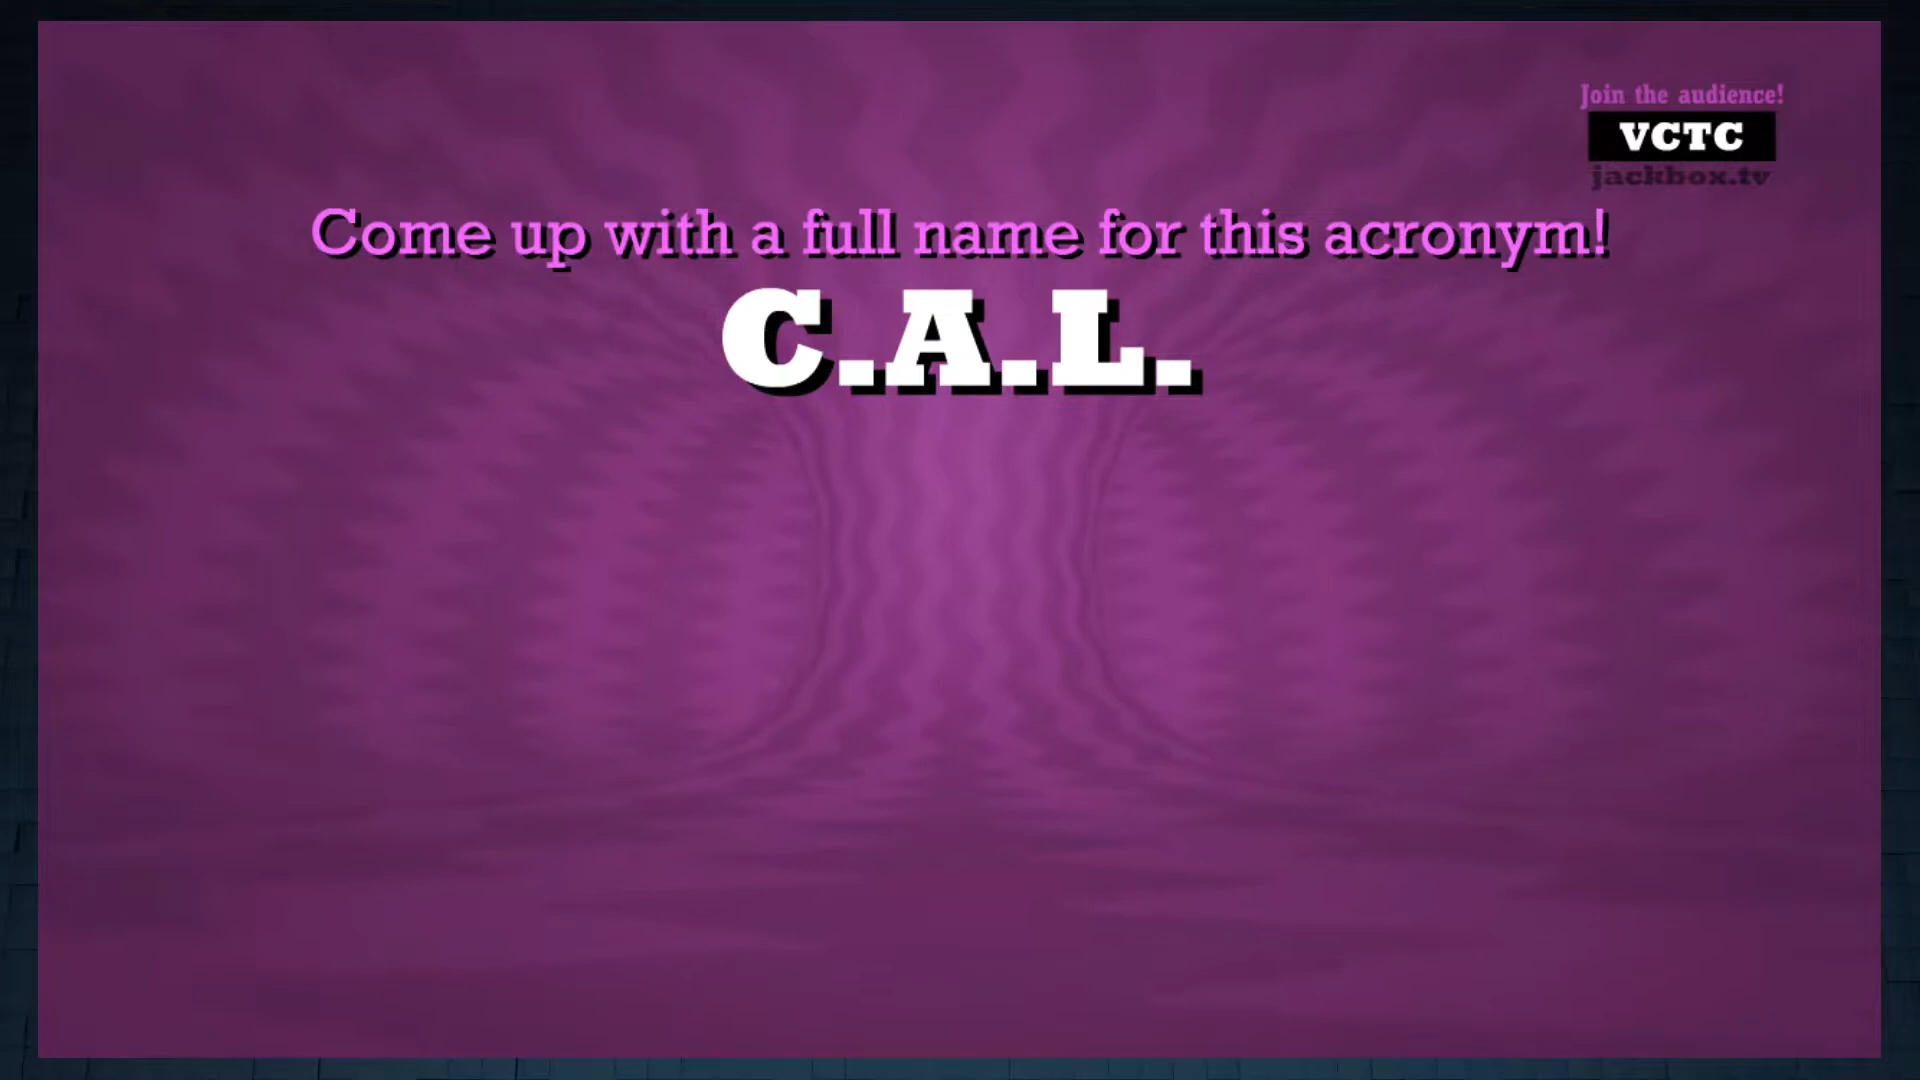 Join the audience!
VCTC
jackbox.tv
Come up with a full name for this acronym!
C.A.L.